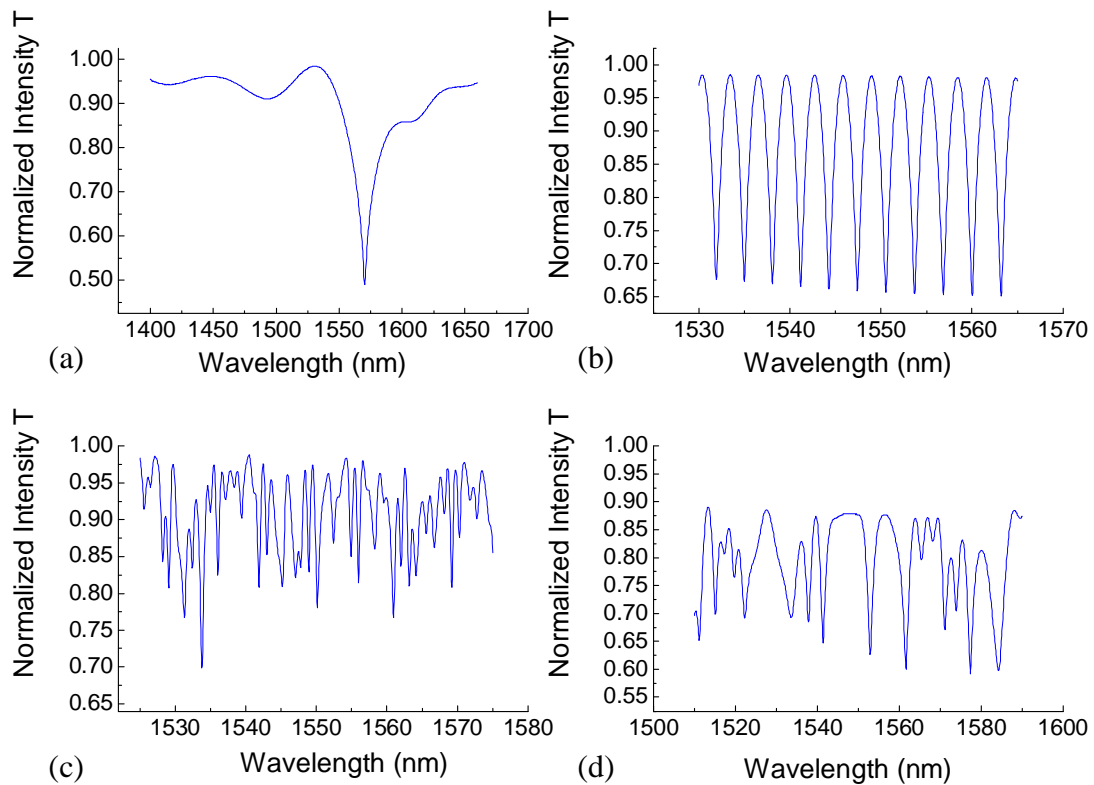 Normalized Intensity T
1.00
0.90
0.80
0.70
0.60
0.50
1400 1450 1500 1550 1600 1650 1700
(a)
Wavelength (nm)
Normalized Intensity T
1.00
0.95
0.90
0.85
0.80
0.75
0.70
0.65
1530 1540 1550 1560 1570
(b)
Wavelength (nm)
Normalized Intensity T
1.00
0.95
0.90
0.85
0.80
0.75
0.70
0.65
1530 1540 1550 1560 1570 1580
(c)
Wavelength (nm)
Normalized Intensity T
1.00
0.95
0.90
0.85
0.80
0.75
0.70
0.65
0.60
0.55
1500 1520 1540 1560 1580 1600
(d)
Wavelength (nm)